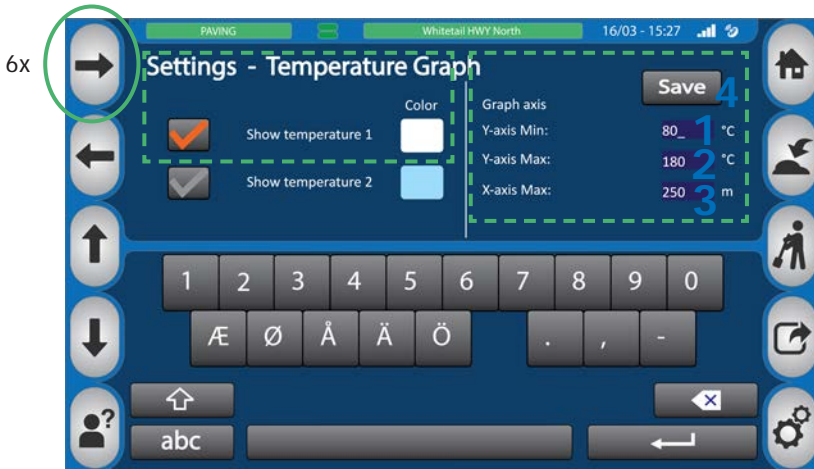 6x
PAVING Whitetail HWY North 16/03 - 15:27
Settings - Temperature Graph
Save 4
Color Graph axis
Show temperature 1 Y-axis Min: 80_ 1 °C
Y-axis Max: 180 2 °C
Show temperature 2 X-axis Max: 250 3 m
1 2 3 4 5 6 7 8 9 0
Æ Ø Å Ä Ö . , -
?
abc